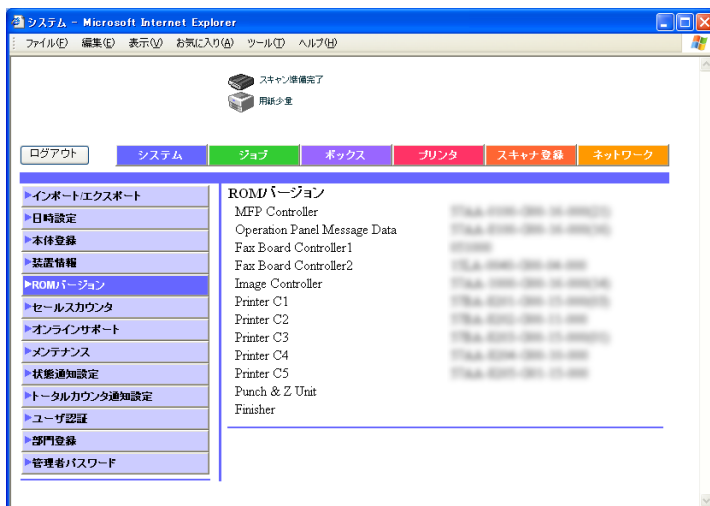 システム - Microsoft Internet Explorer
ファイル(F) 編集(E) 表示(V) お気に入り(A) ツール(T) ヘルプ(H)
スキャン準備完了
用紙少量
ログアウト システム ジョブ ボックス プリンタ スキャナ登録 ネットワーク
インポート/エクスポート
日時設定
本体登録
装置情報
ROMバージョン
セールスカウンタ
オンラインサポート
メンテナンス
状態通知設定
トータルカウンタ通知設定
ユーザ認証
部門登録
管理者パスワード
ROMバージョン
MFP Controller
Operation Panel Message Data
Fax Board Controller1
Fax Board Controller2
Image Controller
Printer C1
Printer C2
Printer C3
Printer C4
Printer C5
Punch & Z Unit
Finisher